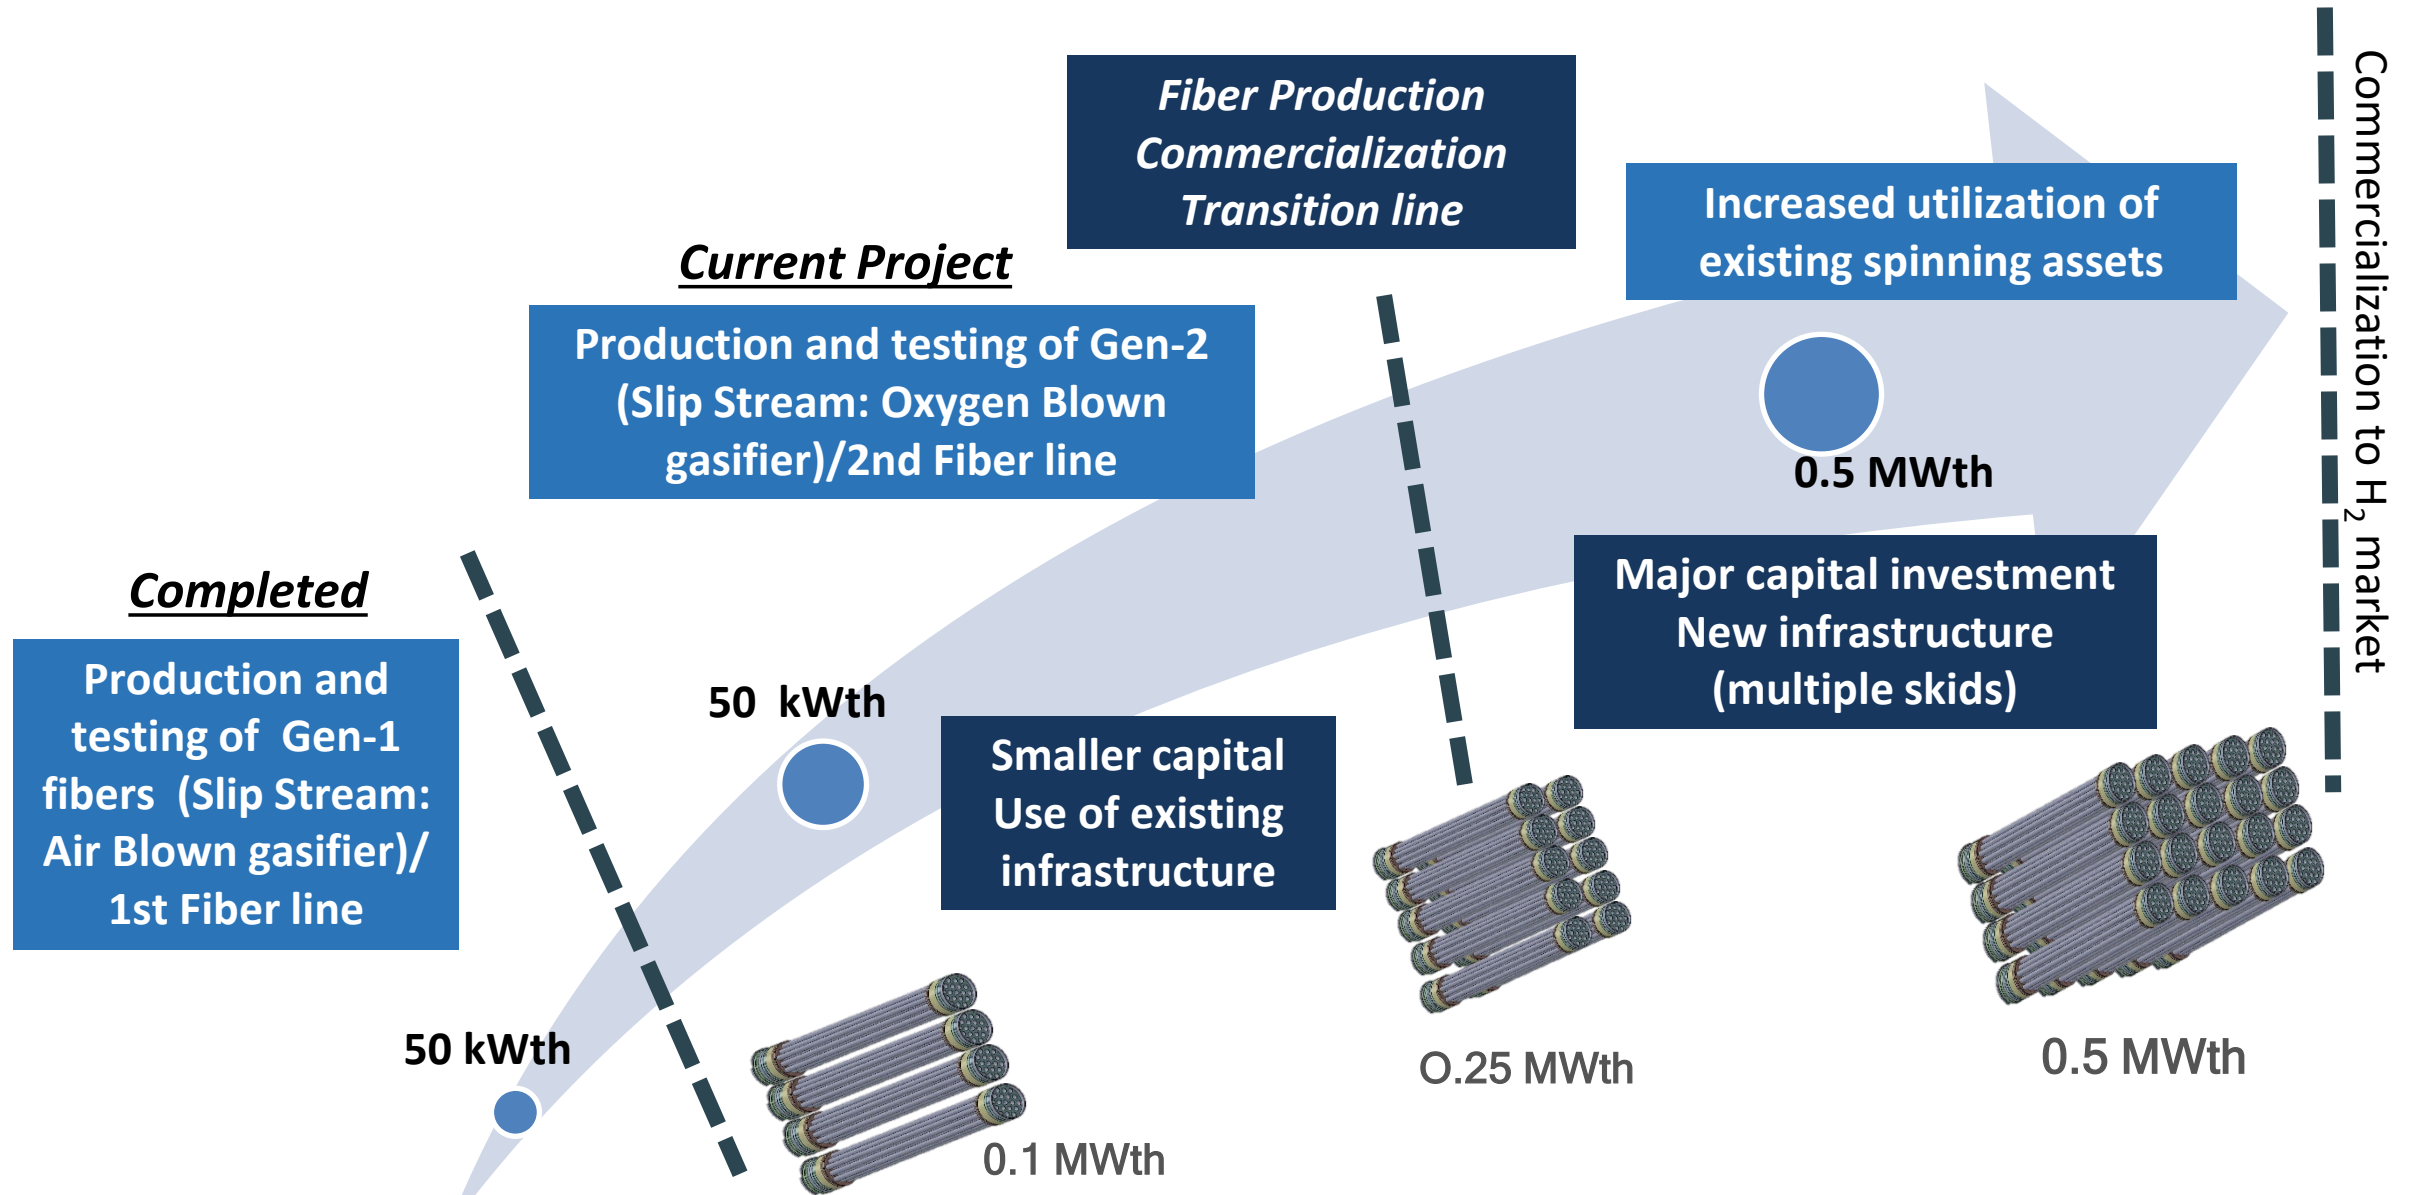 Completed
Production and
testing of  Gen-1
fibers  (Slip Stream:
Air Blown gasifier)/
1st Fiber line
50 kWth
Current Project
Production and testing of Gen-2
(Slip Stream: Oxygen Blown
gasifier)/2nd Fiber line
50  kWth
Smaller capital
Use of existing
infrastructure
0.1 MWth
Fiber Production
Commercialization
Transition line
O.25 MWth
Increased utilization of
existing spinning assets
0.5 MWth
Major capital investment
New infrastructure
(multiple skids)
0.5 MWth
Commercialization to H₂ market